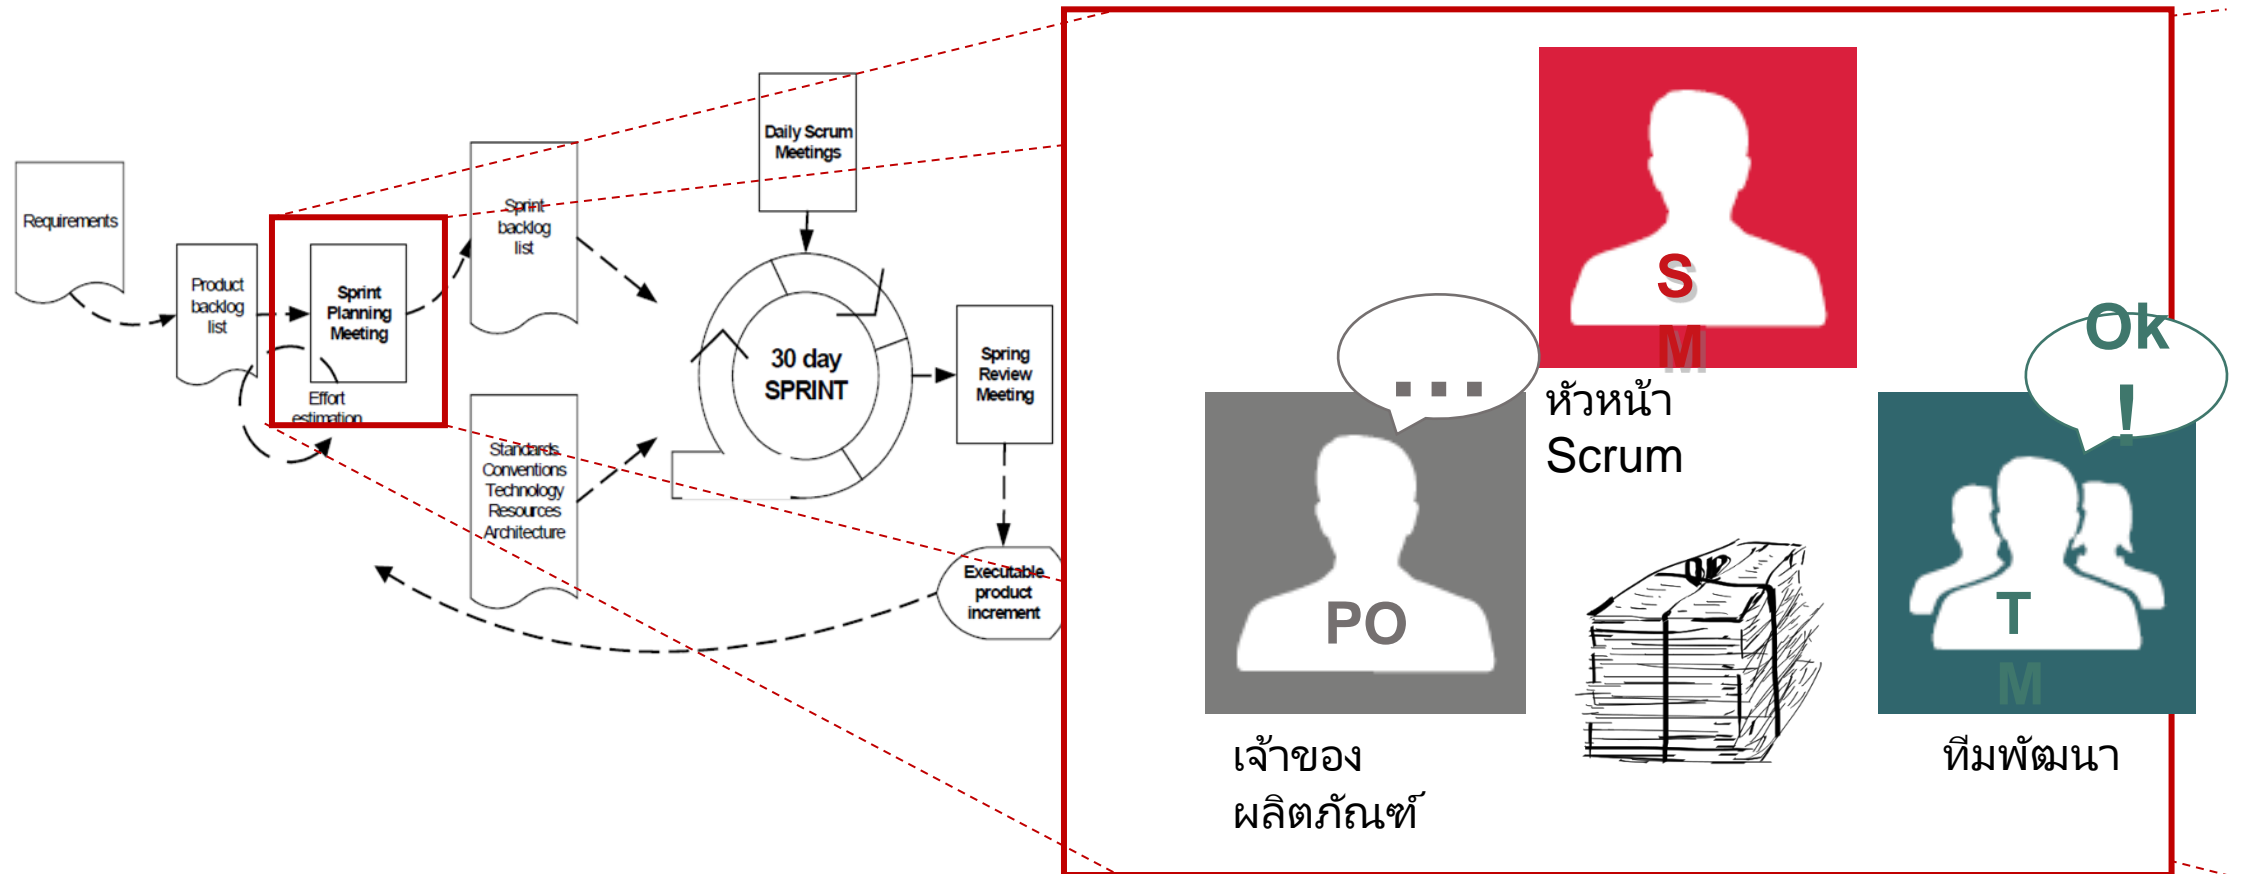 Requirements
Product
backlog
list
Sprint
Planning
Meeting
Effort
estimation
Sprint
backlog
list
Standards
Conventions
Technology
Resources
Architecture
Daily Scrum
Meetings
30 day
SPRINT
Spring
Review
Meeting
Executable
product
increment
S
M
หัวหน้า
Scrum
...
PO
เจ้าของ
ผลิตภัณฑ์
Ok
!
T
M
ทีมพัฒนา